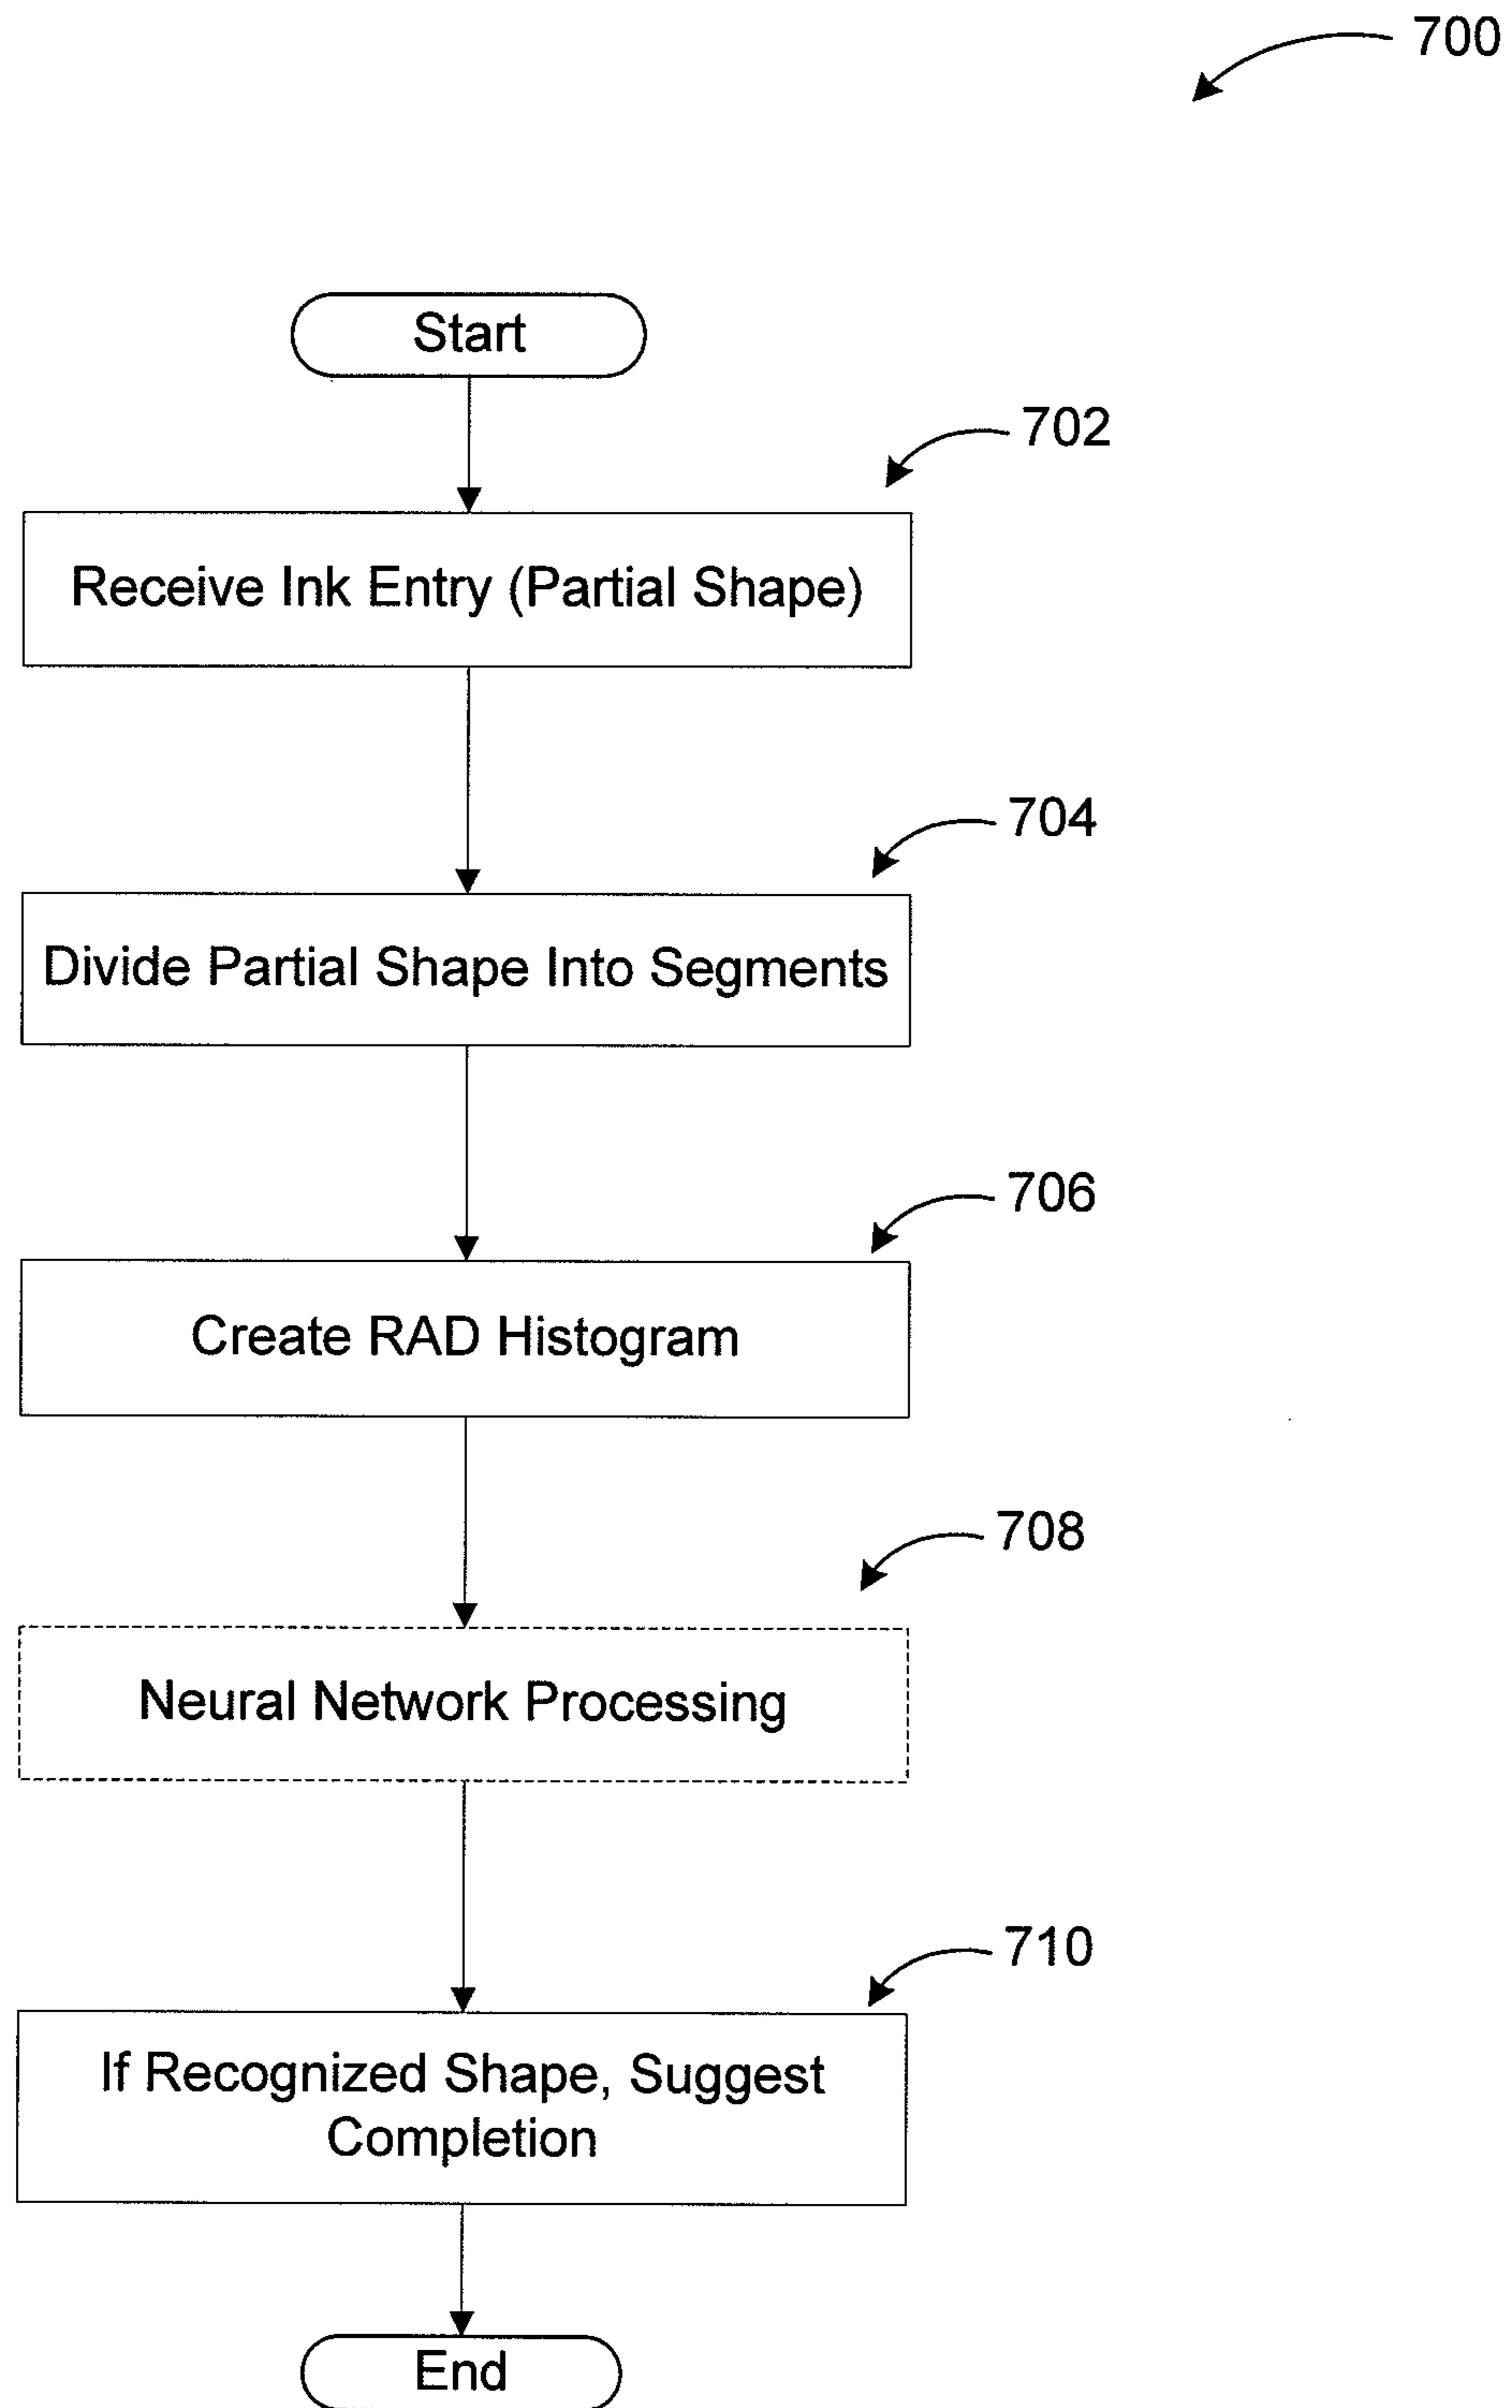 700
Start
702
Receive Ink Entry (Partial Shape)
704
Divide Partial Shape Into Segments
706
Create RAD Histogram
708
Neural Network Processing
710
If Recognized Shape, Suggest
Completion
End